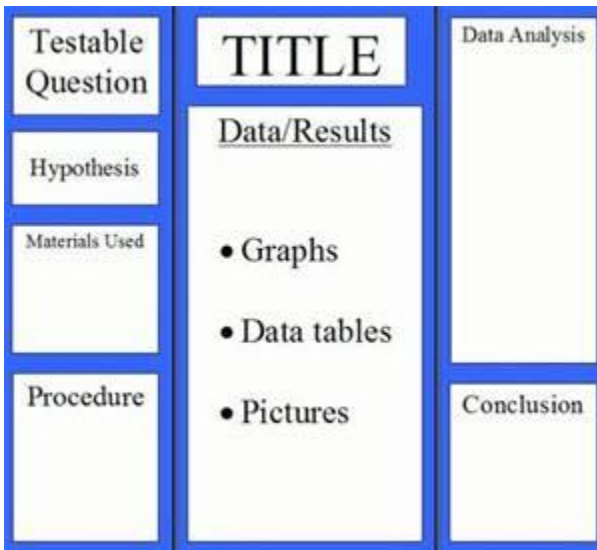 Testable
Question
Hypothesis
Materials Used
Procedure
TITLE
Data/Results
• Graphs
• Data tables
• Pictures
Data Analysis
Conclusion